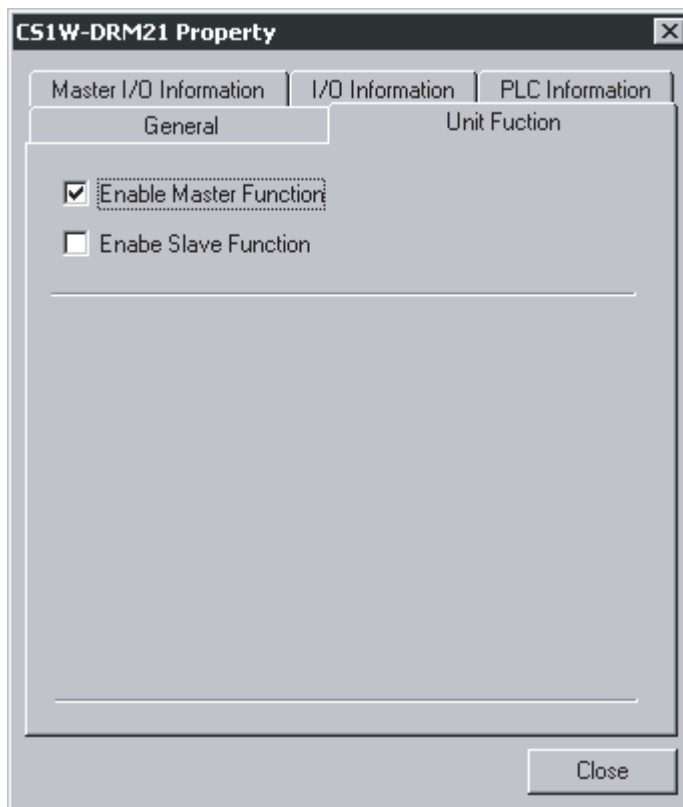 CS1W-DRM21 Property
Master I/O Information I/O Information PLC Information
General Unit Fuction
Enable Master Function
Enabe Slave Function
Close